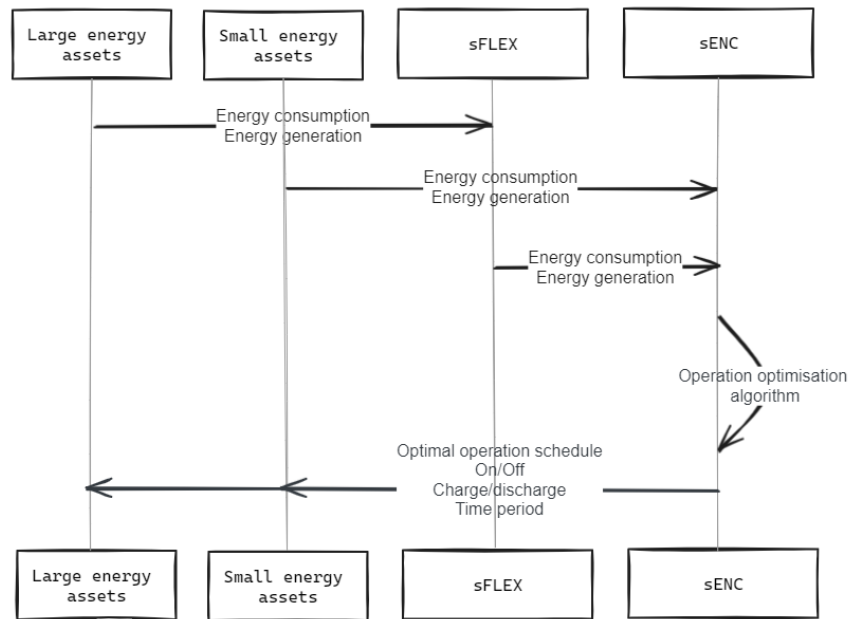 Large energy
assets
Small energy
assets
sFLEX
sENC
Energy consumption
Energy generation
Energy consumption
Energy generation
Energy consumption
Energy generation
Operation optimisation
algorithm
Optimal operation schedule
On/Off
Charge/discharge
Time period
Large energy
assets
Small energy
assets
sFLEX
sENC